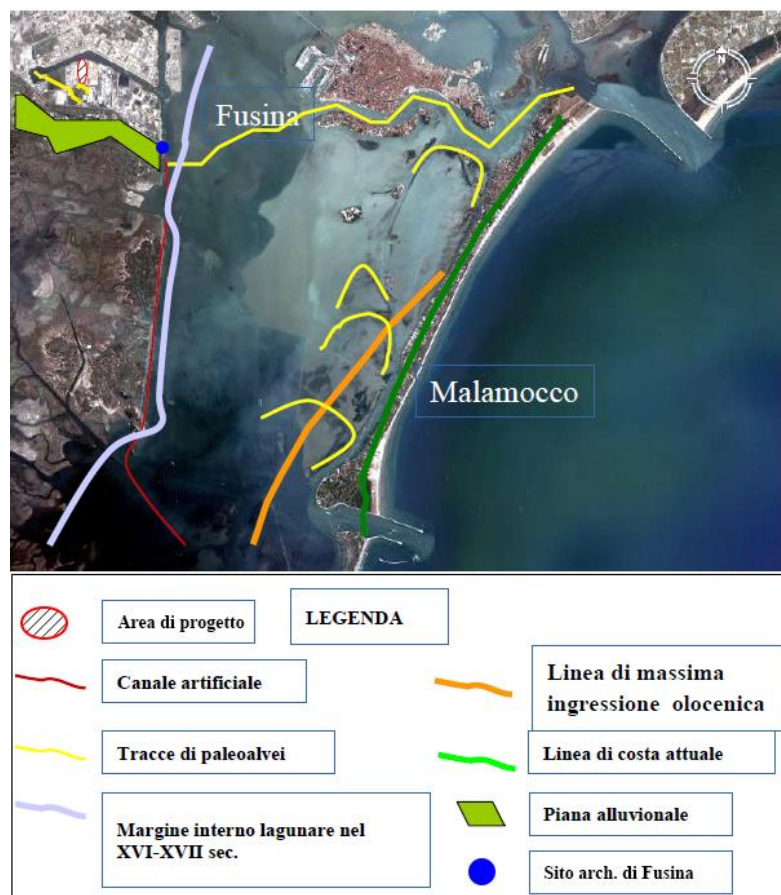 N
Fusina
Malamocco
LEGENDA
Area di progetto
Canale artificiale
Tracce di paleoalvei
Margine interno lagunare nel
XVI-XVII sec.
Linea di massima
ingressione olocenica
Linea di costa attuale
Piana alluvionale
Sito arch. di Fusina